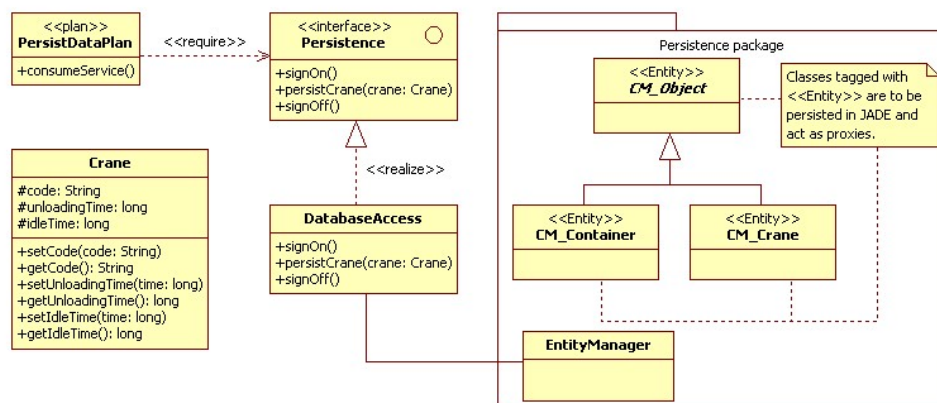 <<plan>>
PersistDataPlan
+consumeService()
<<require>>
<<interface>>
Persistence
+signOn()
+persistCrane(crane: Crane)
+signOff()
Persistence package
<<Entity>>
CM_Object
Classes tagged with
<<Entity>> are to be
persisted in JADE and
act as proxies.
Crane
#code: String
#unloadingTime: long
#idleTime: long
+setCode(code: String)
+getCode(): String
+setUnloadingTime(time: long)
+getUnloadingTime(): long
+setIdleTime(time: long)
+getIdleTime(): long
<<realize>>
DatabaseAccess
+signOn()
+persistCrane(crane: Crane)
+signOff()
<<Entity>>
CM_Container
<<Entity>>
CM_Crane
EntityManager